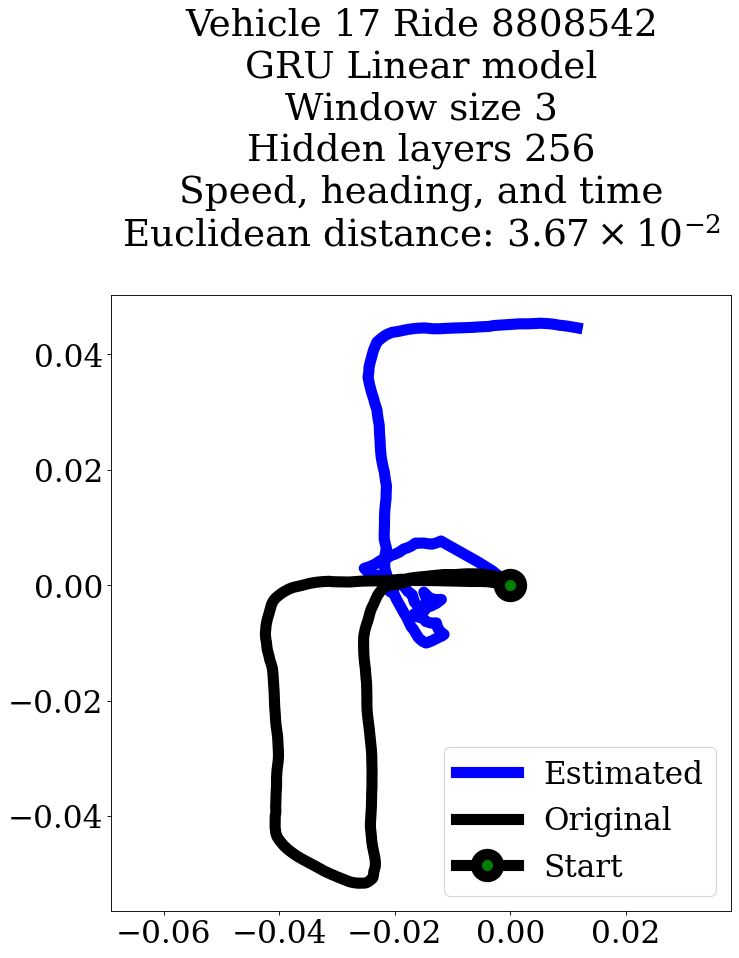 Vehicle 17 Ride 8808542
GRU Linear model
Window size 3
Hidden layers 256
Speed, heading, and time
Euclidean distance: 3.67 × 10⁻²
0.04
0.02
0.00
−0.02
−0.04
Estimated
Original
Start
−0.06 −0.04 −0.02 0.00 0.02